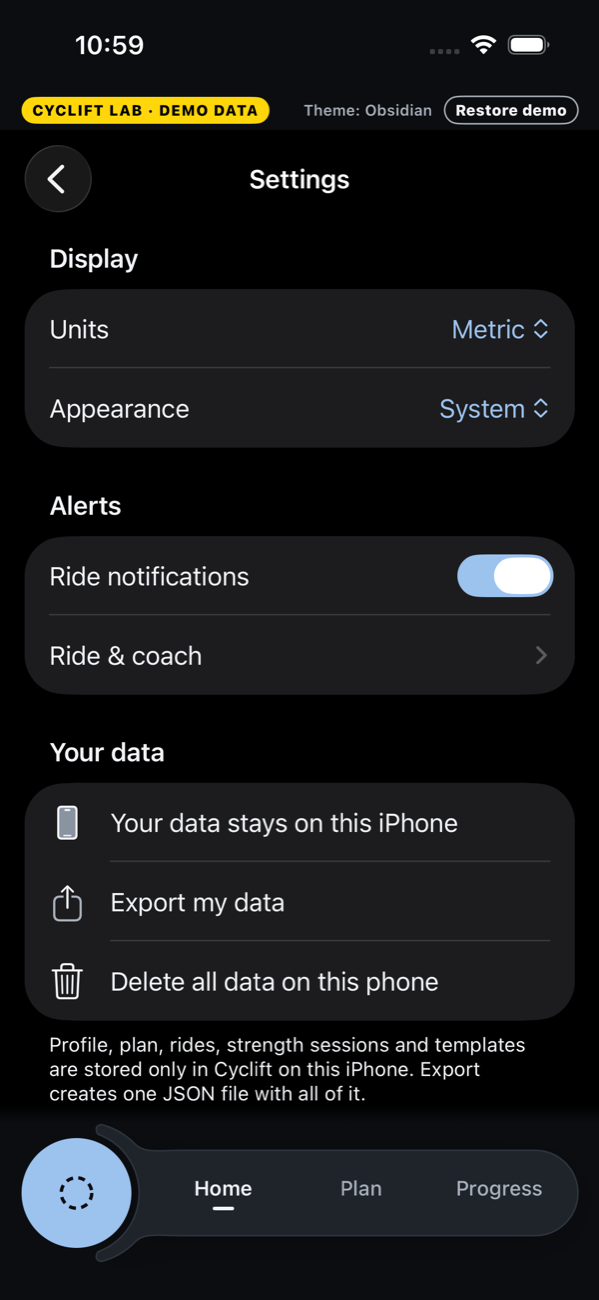 10:59
CYCLIFT LAB · DEMO DATA
Theme: Obsidian
Restore demo
Settings
Display
Units
Metric
Appearance
System
Alerts
Ride notifications
Ride & coach
Your data
Your data stays on this iPhone
Export my data
Delete all data on this phone
Profile, plan, rides, strength sessions and templates
are stored only in Cyclift on this iPhone. Export
creates one JSON file with all of it.
Home
Plan
Progress